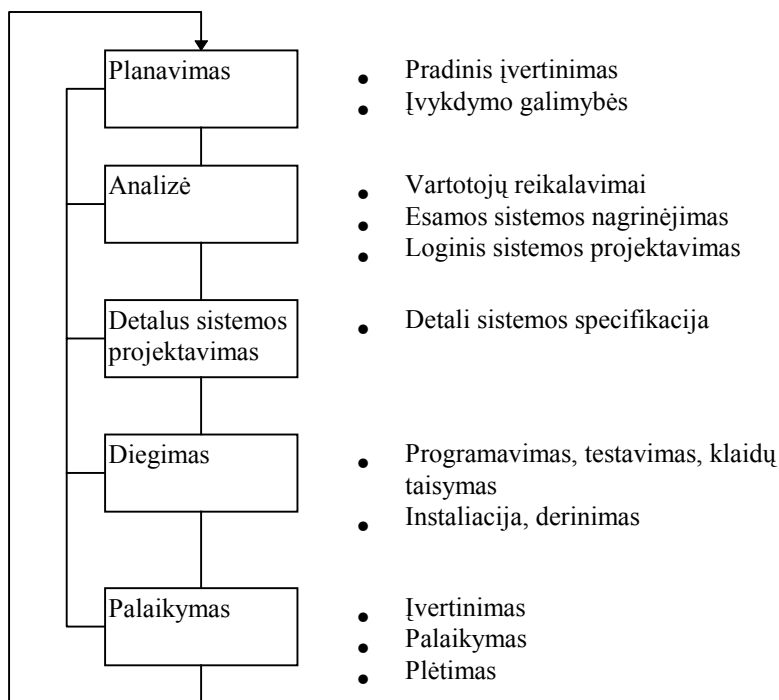 Planavimas
• Pradinis įvertinimas
• Įvykdymo galimybės
Analizė
• Vartotojų reikalavimai
• Esamos sistemos nagrinėjimas
• Loginis sistemos projektavimas
Detalus sistemos
projektavimas
• Detali sistemos specifikacija
Diegimas
• Programavimas, testavimas, klaidų
taisymas
• Instaliacija, derinimas
Palaikymas
• Įvertinimas
• Palaikymas
• Plėtimas